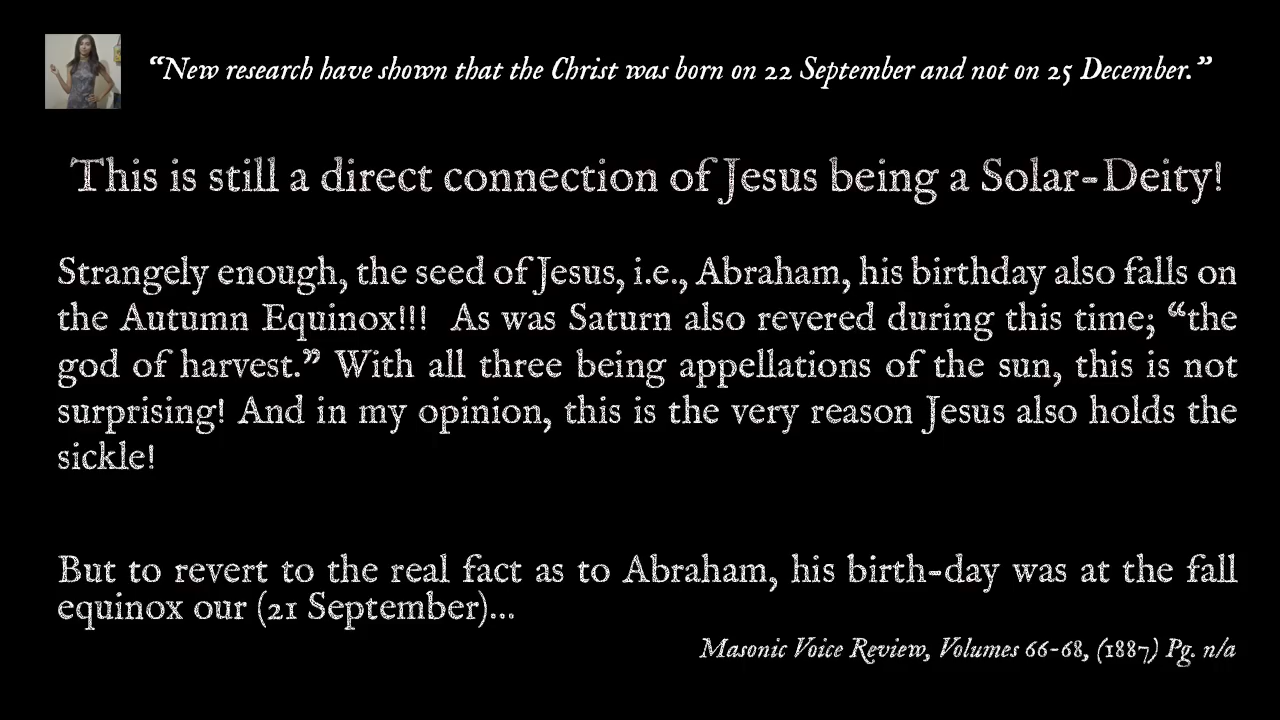 “New research have shown that the Christ was born on 22 September and not on 25 December.”
This is still a direct connection of Jesus being a Solar-Deity!
Strangely enough, the seed of Jesus, i.e., Abraham, his birthday also falls on
the Autumn Equinox!!! As was Saturn also revered during this time; “the
god of harvest.” With all three being appellations of the sun, this is not
surprising! And in my opinion, this is the very reason Jesus also holds the
sickle!
But to revert to the real fact as to Abraham, his birth-day was at the fall
equinox our (21 September)...
Masonic Voice Review, Volumes 66-68, (1887) Pg. n/a